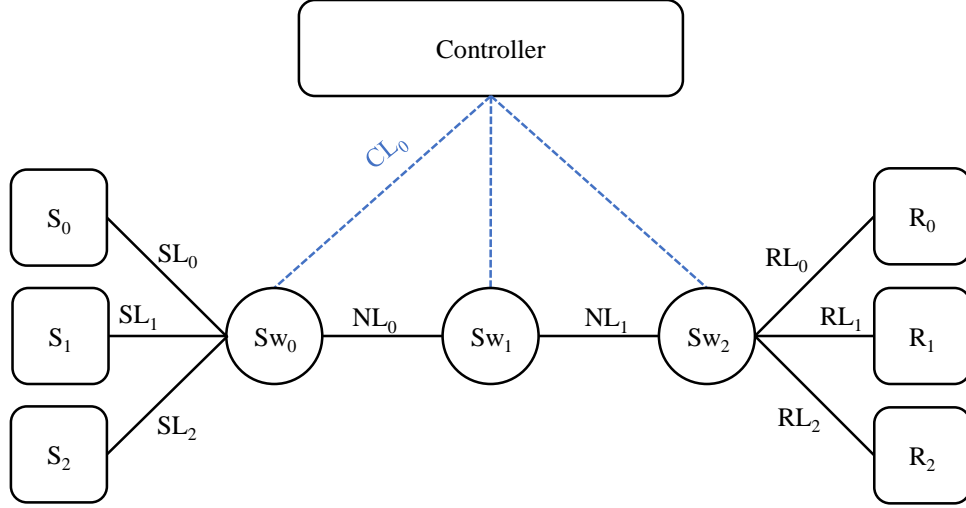 Controller
CL₀
S₀
SL₀
RL₀
R₀
S₁
SL₁
Sw₀
NL₀
Sw₁
NL₁
Sw₂
RL₁
R₁
S₂
SL₂
RL₂
R₂